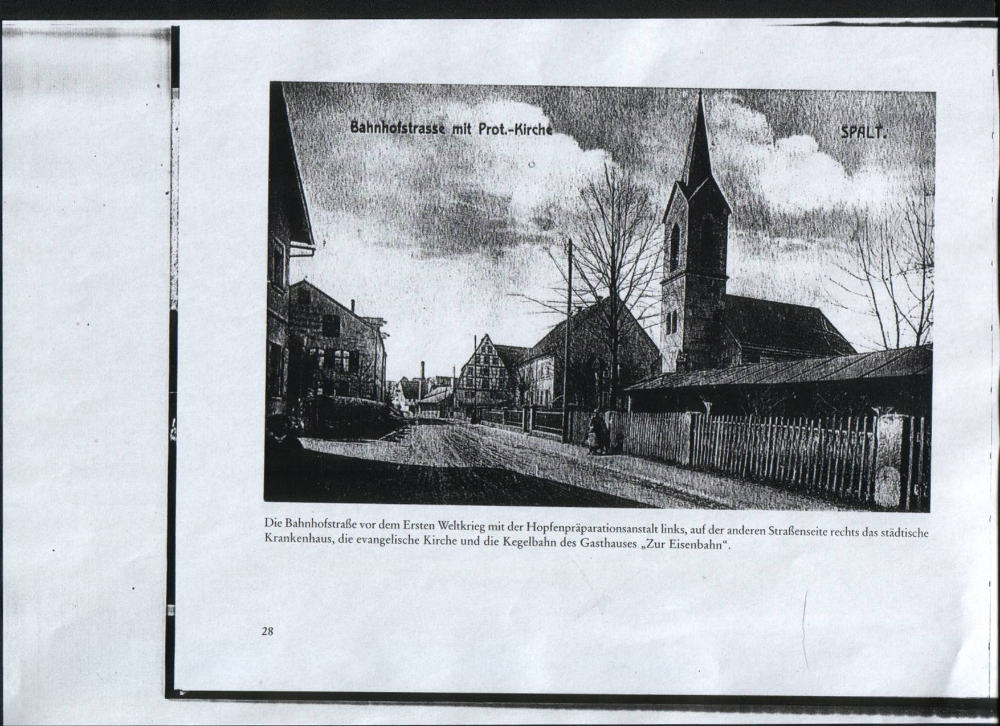 Bahnhofstrasse mit Prot.-Kirche
SPALT.
Die Bahnhofstraße vor dem Ersten Weltkrieg mit der Hopfenpräparationsanstalt links, auf der anderen Straßenseite rechts das städtische
Krankenhaus, die evangelische Kirche und die Kegelbahn des Gasthauses „Zur Eisenbahn“.
28